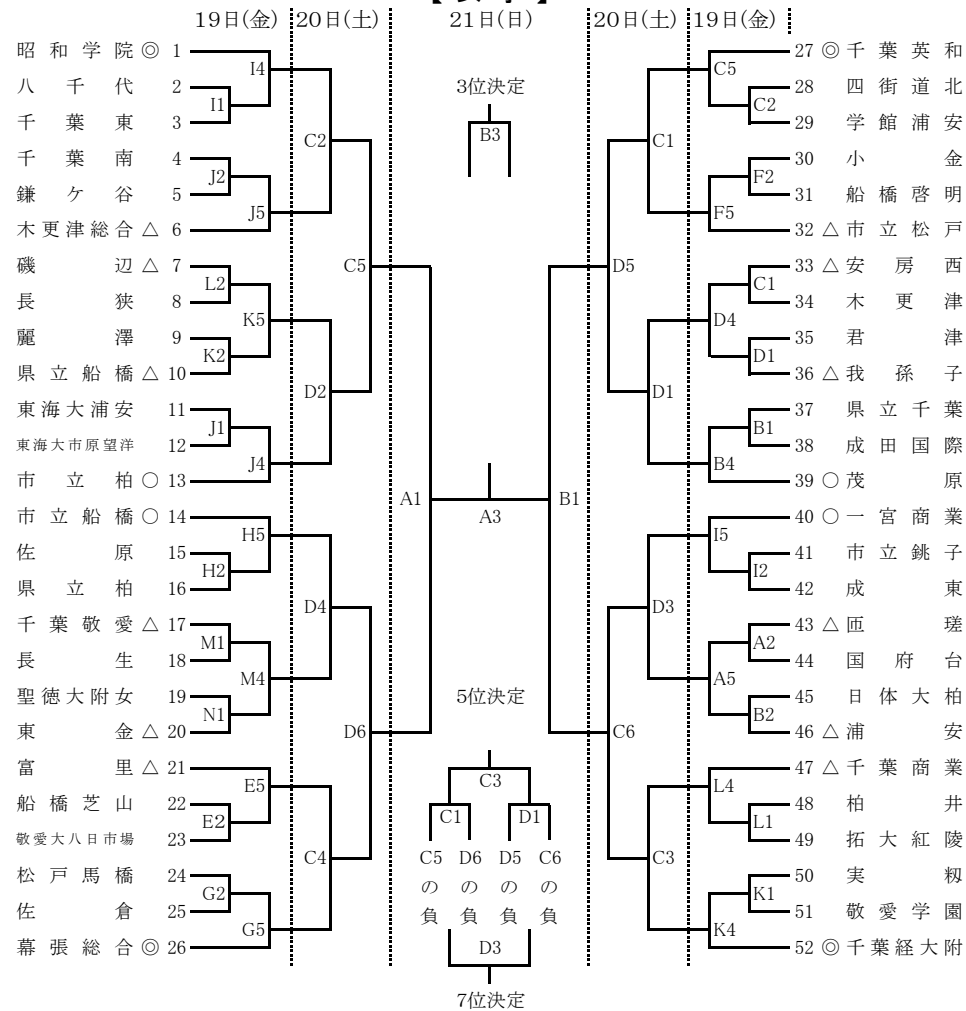 19日(金) 20日(土) 21日(日) 20日(土) 19日(金)
昭和学院 ◎ 1
八千代 2
千葉東 3
千葉南 4
鎌ケ谷 5
木更津総合 △ 6
磯辺 △ 7
長狭 8
麗澤 9
県立船橋 △ 10
東海大浦安 11
東海大市原望洋 12
市立柏 ○ 13
市立船橋 ○ 14
佐原 15
県立柏 16
千葉敬愛 △ 17
長生 18
聖徳大附女 19
東金 △ 20
富里 △ 21
船橋芝山 22
敬愛大八日市場 23
松戸馬橋 24
佐倉 25
幕張総合 ◎ 26
I4
I1
J2
J5
L2
K5
K2
J1
J4
H5
H2
M1
M4
N1
E5
E2
G2
G5
C2
D2
D4
C4
C5
D6
A1
3位決定
B3
A3
5位決定
C3
C1 D1
C5の負 D6の負 D5の負 C6の負
D3
7位決定
B1
D5
C6
C1
D1
D3
C3
C5
C2
F2
F5
C1
D4
D1
B1
B4
I5
I2
A2
A5
B2
L4
L1
K1
K4
27 ◎ 千葉英和
28 四街道北
29 学館浦安
30 小金
31 船橋啓明
32 △ 市立松戸
33 △ 安房西
34 木更津
35 君津
36 △ 我孫子
37 県立千葉
38 成田国際
39 ○ 茂原
40 ○ 一宮商業
41 市立銚子
42 成東
43 △ 匝瑳
44 国府台
45 日体大柏
46 △ 浦安
47 △ 千葉商業
48 柏井
49 拓大紅陵
50 実籾
51 敬愛学園
52 ◎ 千葉経大附